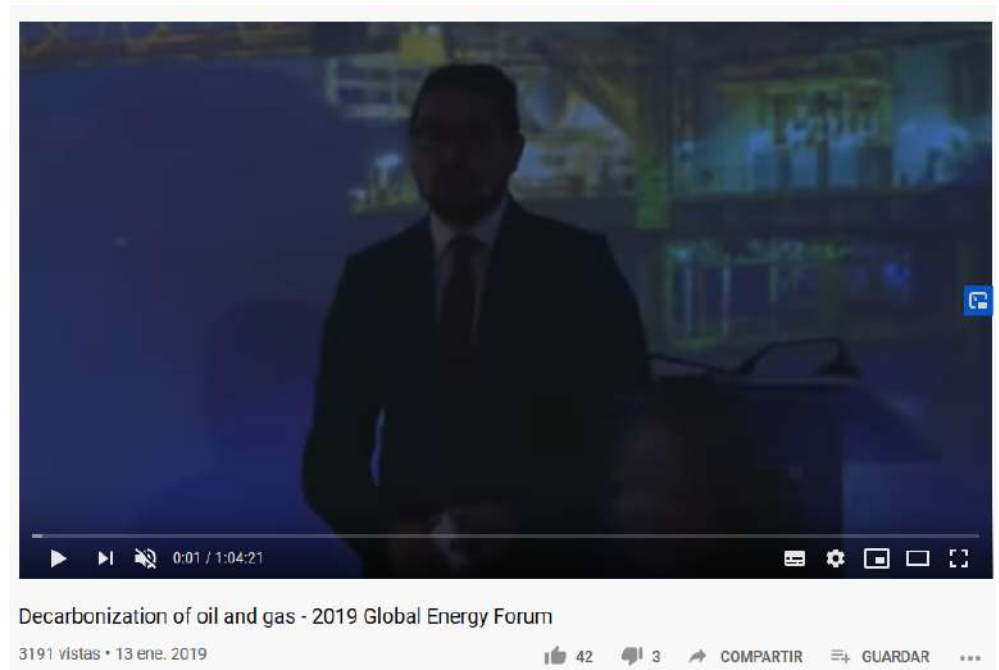 0:01 / 1:04:21
Decarbonization of oil and gas - 2019 Global Energy Forum
3191 vistas • 13 ene. 2019
42 3 COMPARTIR GUARDAR